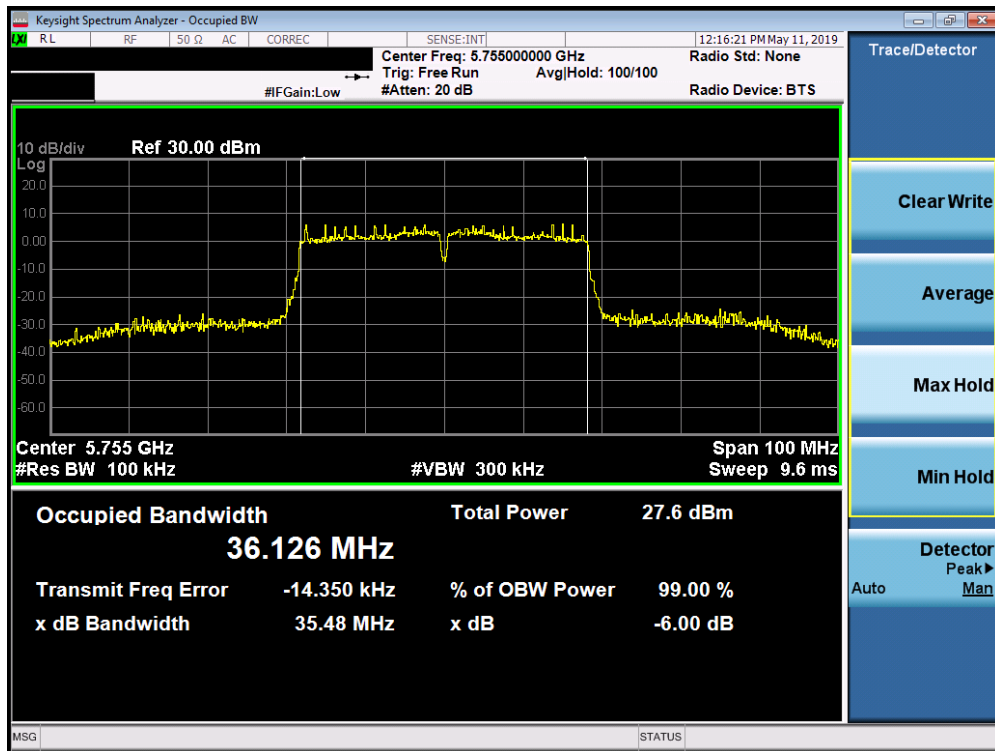 Keysight Spectrum Analyzer - Occupied BW
LXI RL RF 50 Ω AC CORREC SENSE:INT 12:16:21 PM May 11, 2019
Center Freq: 5.755000000 GHz Radio Std: None
Trig: Free Run Avg|Hold: 100/100
#IFGain:Low #Atten: 20 dB Radio Device: BTS
10 dB/div Ref 30.00 dBm
Log
20.0
10.0
0.00
-10.0
-20.0
-30.0
-40.0
-50.0
-60.0
Center 5.755 GHz Span 100 MHz
#Res BW 100 kHz #VBW 300 kHz Sweep 9.6 ms
Occupied Bandwidth Total Power 27.6 dBm
36.126 MHz
Transmit Freq Error -14.350 kHz % of OBW Power 99.00 %
x dB Bandwidth 35.48 MHz x dB -6.00 dB
MSG STATUS
Trace/Detector
Clear Write
Average
Max Hold
Min Hold
Detector
Peak▶
Auto Man